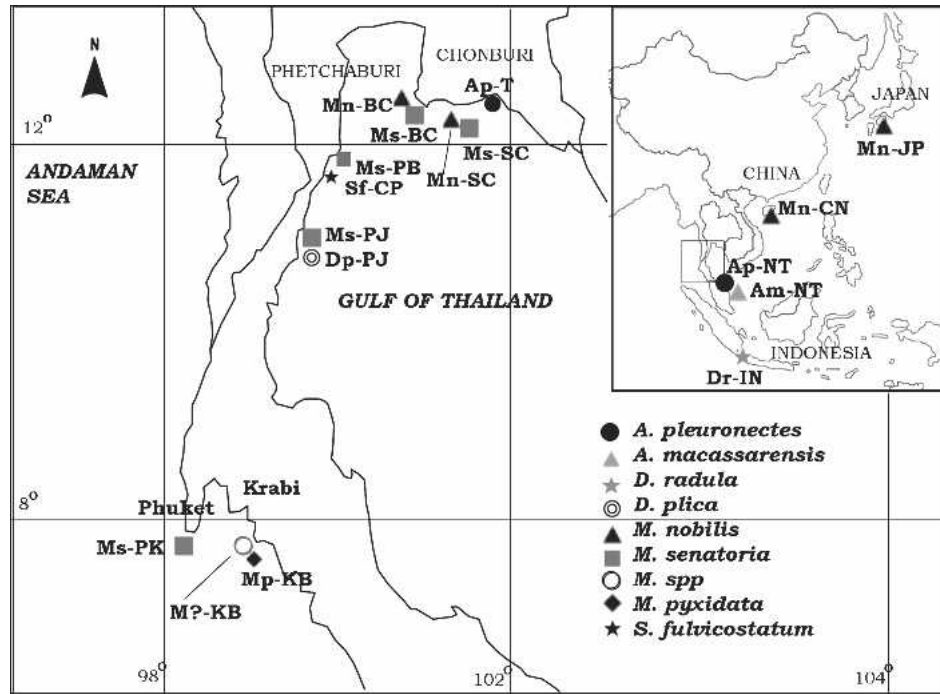 N
PHETCHABURI
CHONBURI
Ap-T
Mn-BC
Ms-BC
Ms-SC
Mn-SC
12°
Ms-PB
Sf-CP
ANDAMAN
SEA
Ms-PJ
Dp-PJ
GULF OF THAILAND
8°
Krabi
Phuket
Ms-PK
Mp-KB
M?-KB
98°
102°
104°
JAPAN
Mn-JP
CHINA
Mn-CN
Ap-NT
Am-NT
INDONESIA
Dr-IN
A. pleuronectes
A. macassarensis
D. radula
D. plica
M. nobilis
M. senatoria
M. spp
M. pyxidata
S. fulvicostatum